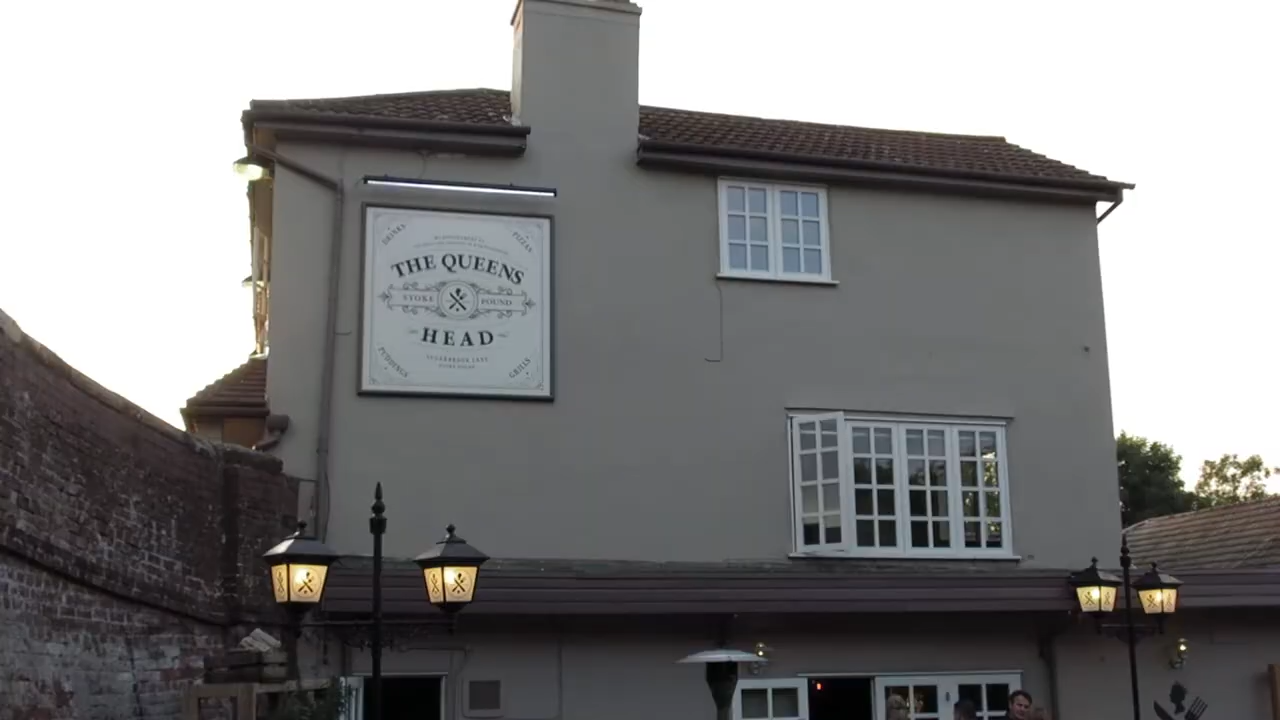 DRINKS
PIZZAS
THE QUEENS
STOKE POUND
HEAD
PUDDINGS
GRILLS